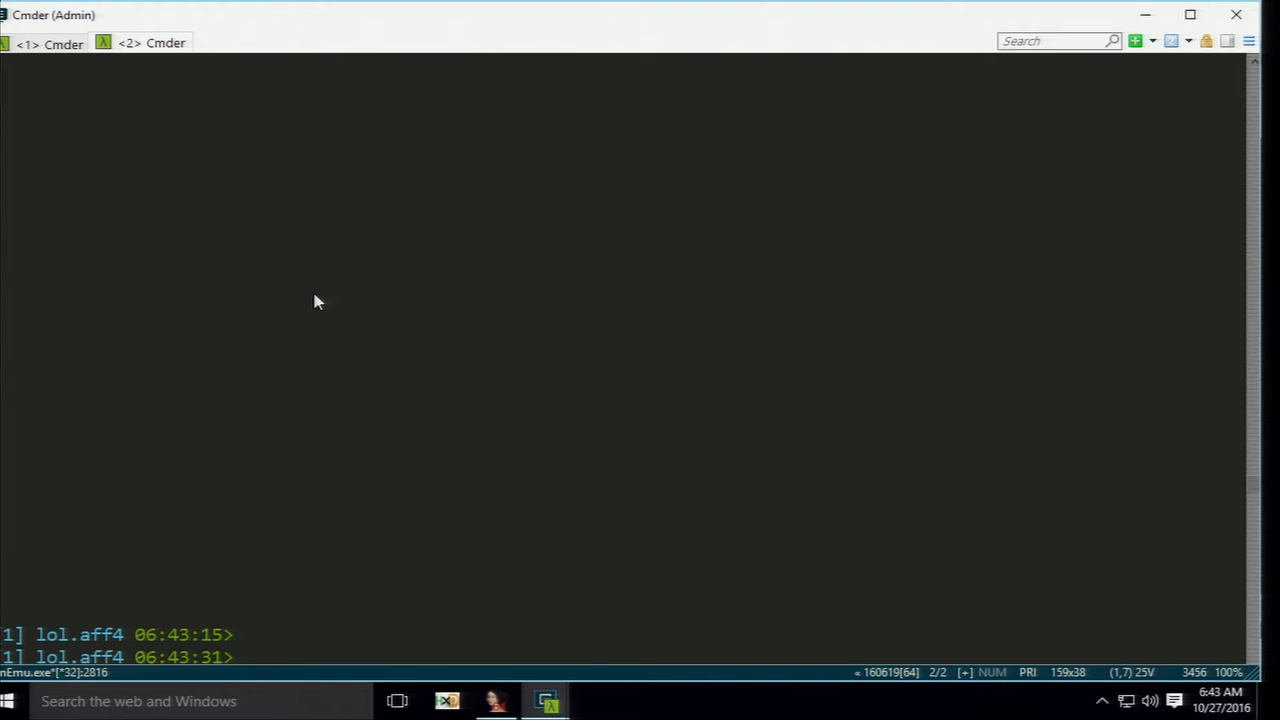 Cmder (Admin)
<1> Cmder
<2> Cmder
Search
1] lol.aff4 06:43:15>
1] lol.aff4 06:43:31>
nEmu.exe*[*32]:2816
« 160619[64] 2/2 [+] NUM PRI 159x38 (1,7) 25V 3456 100%
Search the web and Windows
6:43 AM
10/27/2016